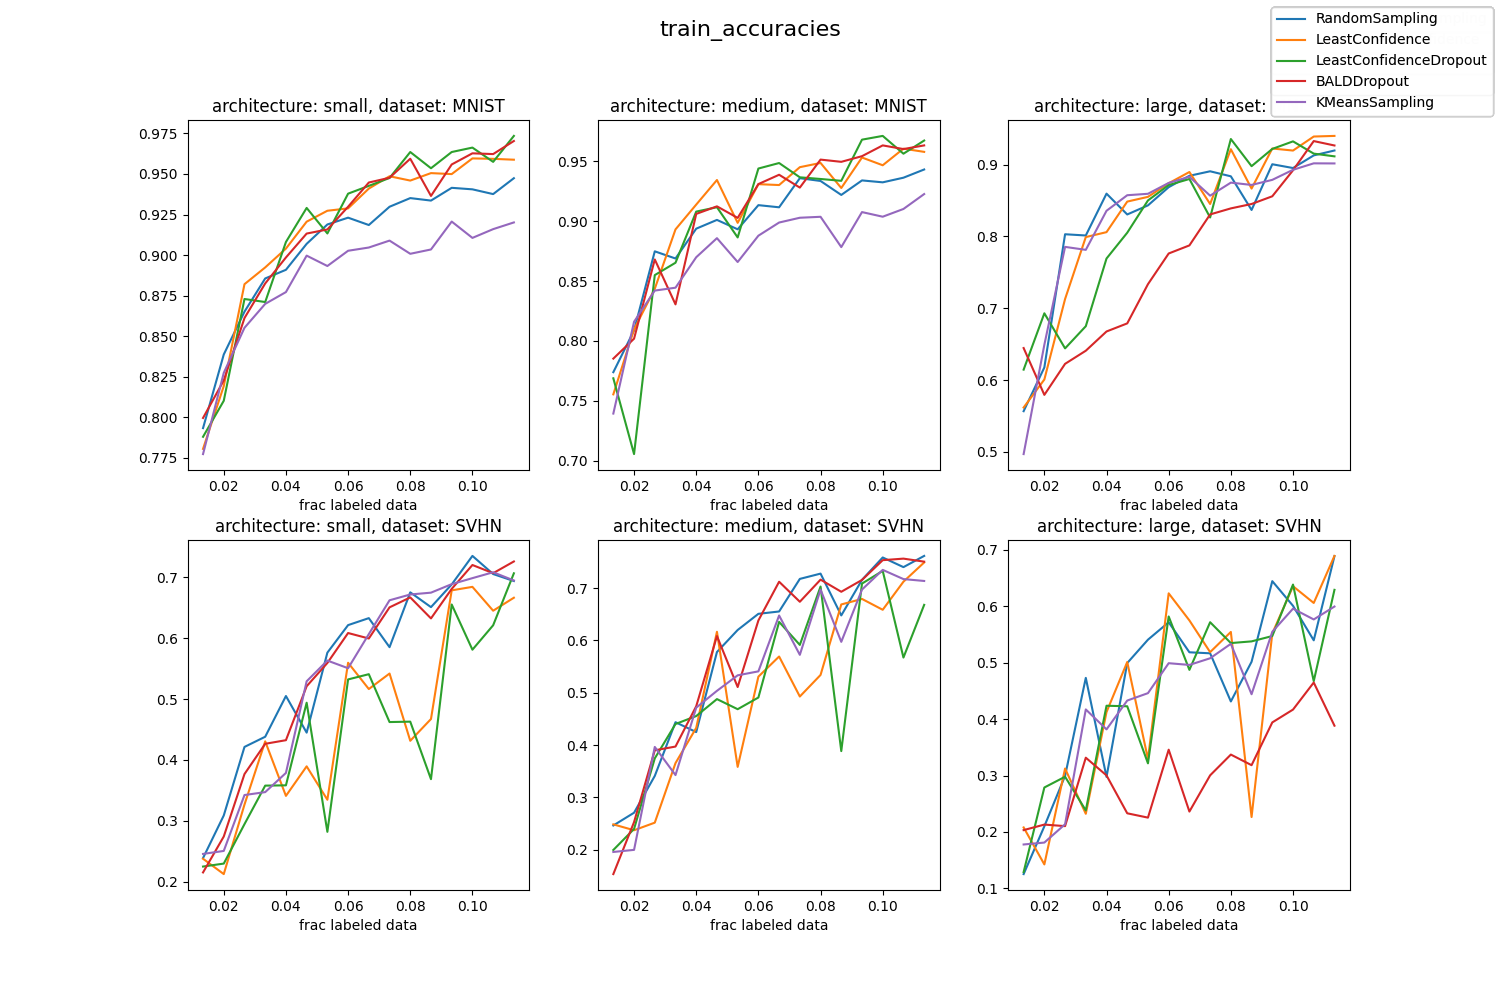 train_accuracies
RandomSampling
LeastConfidence
LeastConfidenceDropout
BALDDropout
KMeansSampling
architecture: small, dataset: MNIST
0.975
0.950
0.925
0.900
0.875
0.850
0.825
0.800
0.775
0.02 0.04 0.06 0.08 0.10
frac labeled data
architecture: medium, dataset: MNIST
0.95
0.90
0.85
0.80
0.75
0.70
0.02 0.04 0.06 0.08 0.10
frac labeled data
architecture: large, dataset:
0.9
0.8
0.7
0.6
0.5
0.02 0.04 0.06 0.08 0.10
frac labeled data
architecture: small, dataset: SVHN
0.7
0.6
0.5
0.4
0.3
0.2
0.02 0.04 0.06 0.08 0.10
frac labeled data
architecture: medium, dataset: SVHN
0.7
0.6
0.5
0.4
0.3
0.2
0.02 0.04 0.06 0.08 0.10
frac labeled data
architecture: large, dataset: SVHN
0.7
0.6
0.5
0.4
0.3
0.2
0.1
0.02 0.04 0.06 0.08 0.10
frac labeled data